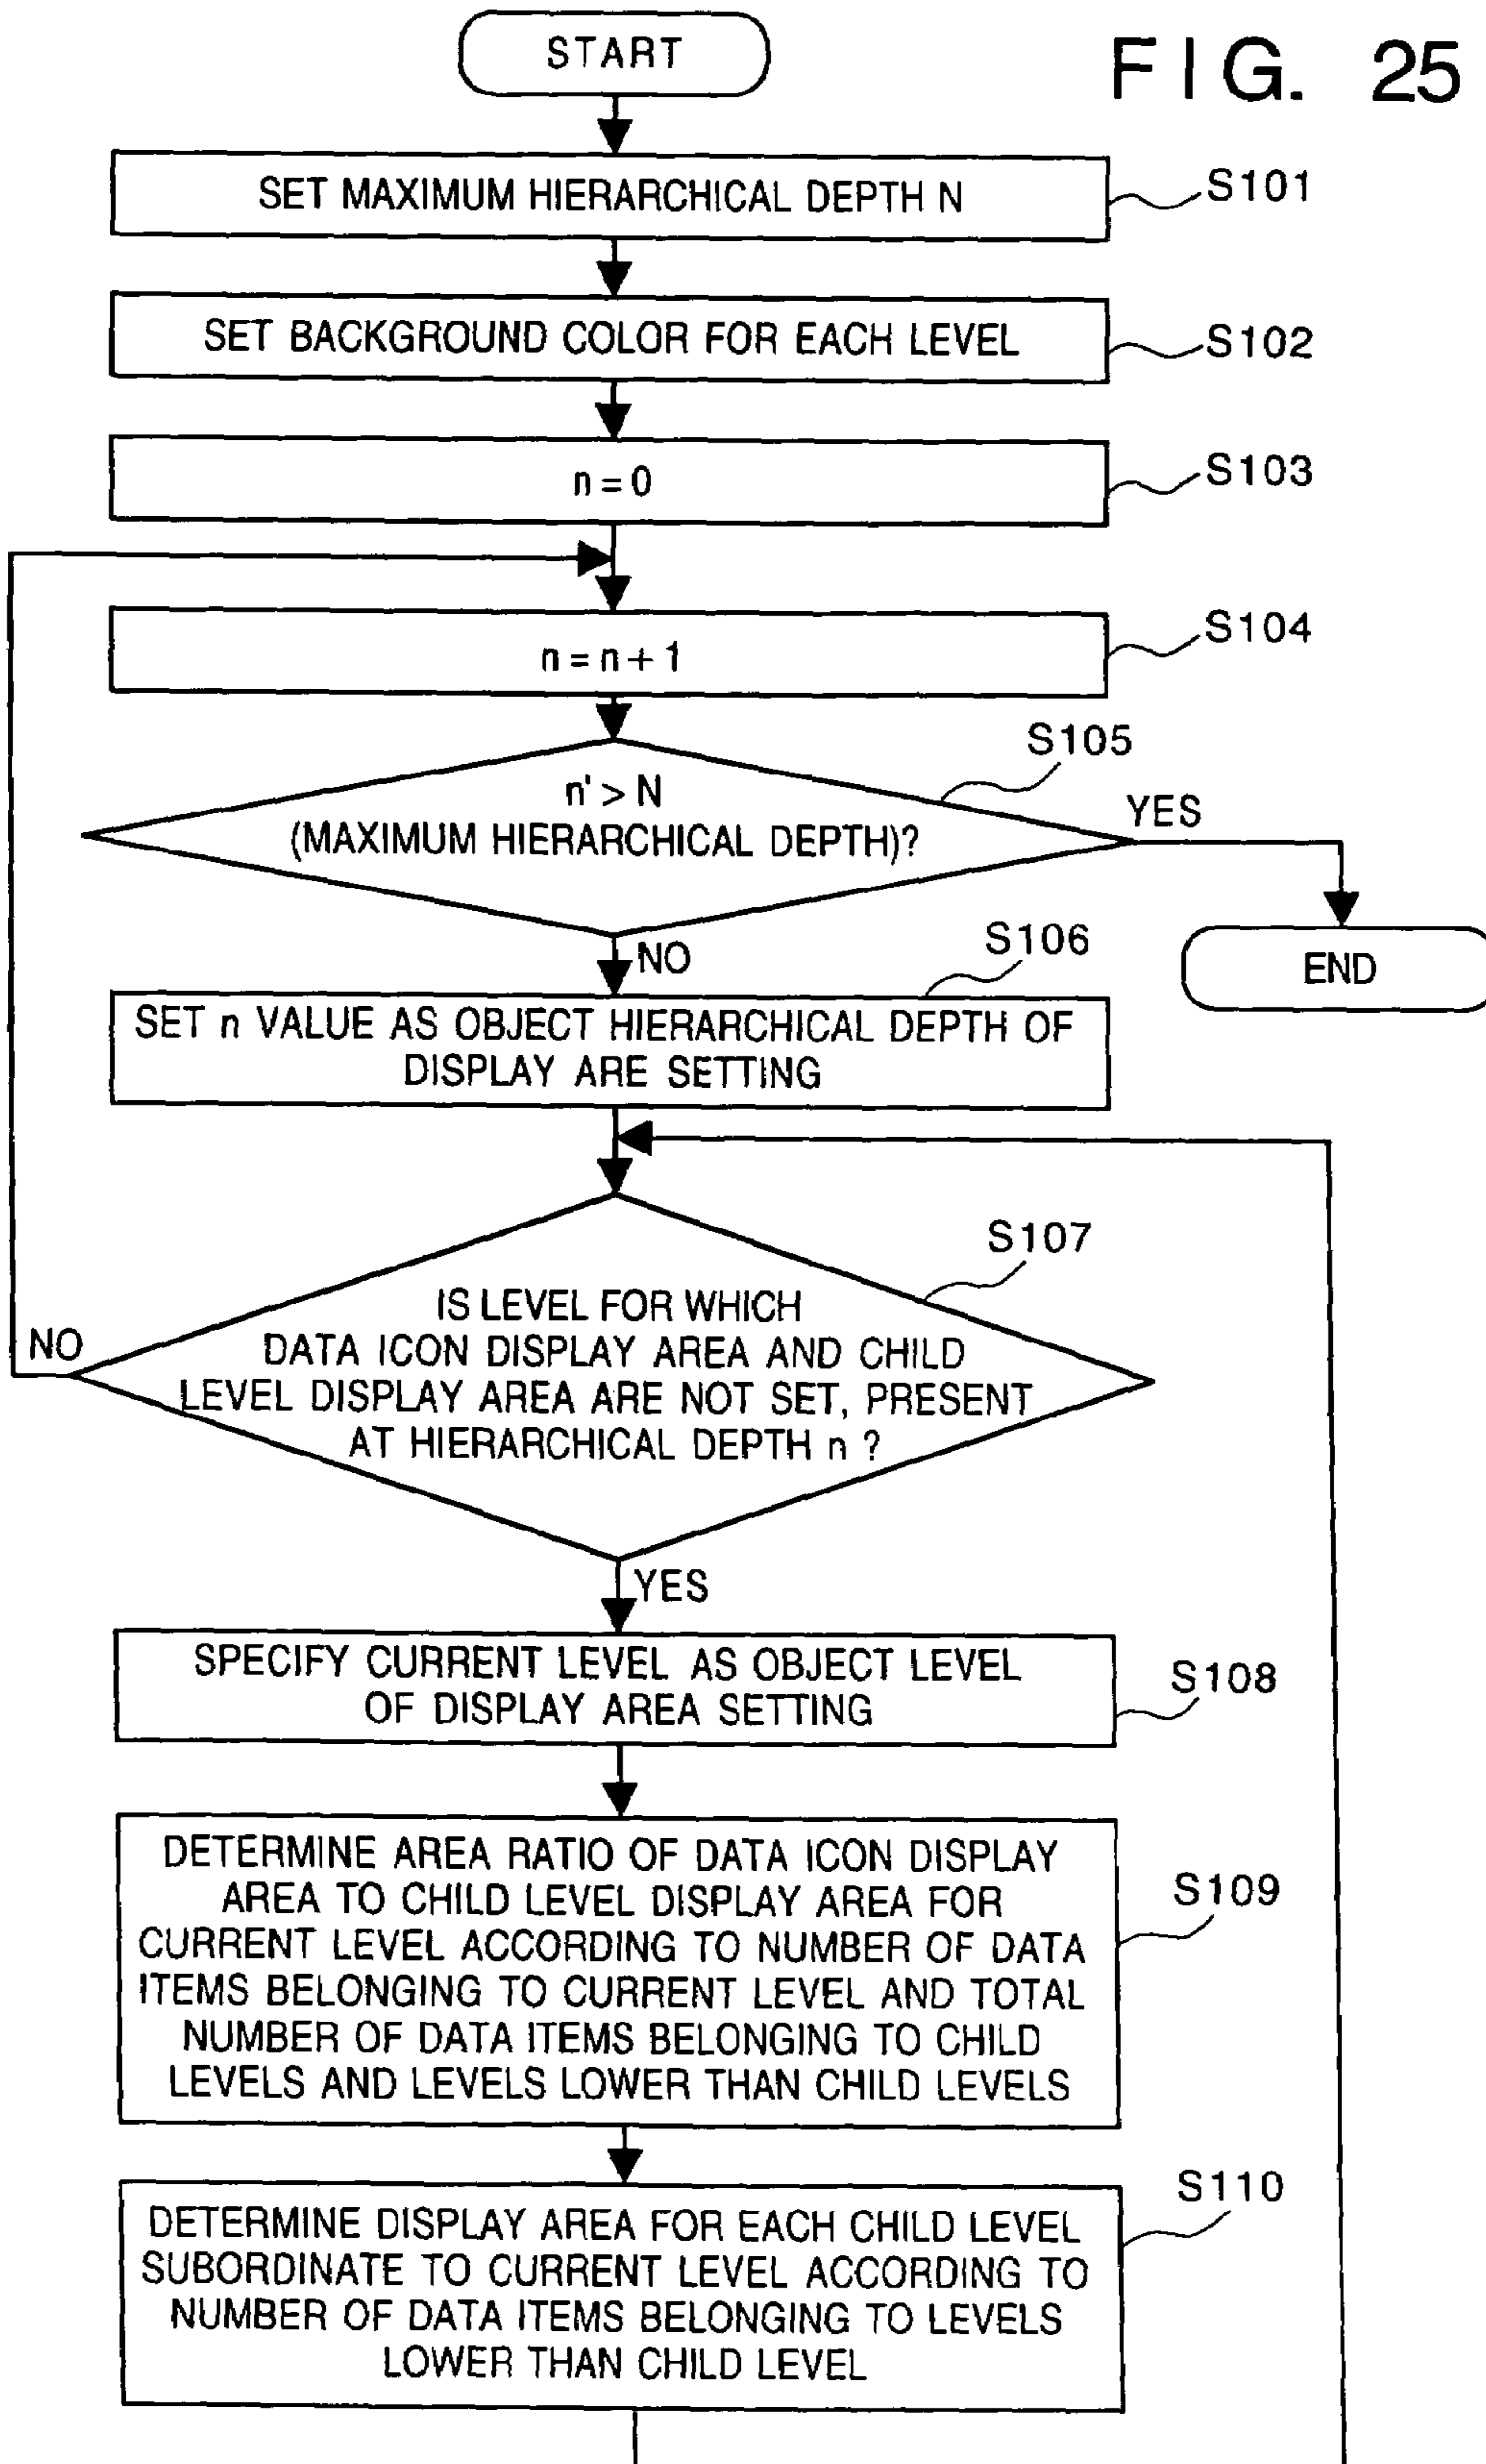 START
FIG. 25
SET MAXIMUM HIERARCHICAL DEPTH N
S101
SET BACKGROUND COLOR FOR EACH LEVEL
S102
n = 0
S103
n = n + 1
S104
S105
n' > N
(MAXIMUM HIERARCHICAL DEPTH)?
YES
END
NO
S106
SET n VALUE AS OBJECT HIERARCHICAL DEPTH OF
DISPLAY ARE SETTING
S107
IS LEVEL FOR WHICH
DATA ICON DISPLAY AREA AND CHILD
LEVEL DISPLAY AREA ARE NOT SET, PRESENT
AT HIERARCHICAL DEPTH n ?
NO
YES
SPECIFY CURRENT LEVEL AS OBJECT LEVEL
OF DISPLAY AREA SETTING
S108
DETERMINE AREA RATIO OF DATA ICON DISPLAY
AREA TO CHILD LEVEL DISPLAY AREA FOR
CURRENT LEVEL ACCORDING TO NUMBER OF DATA
ITEMS BELONGING TO CURRENT LEVEL AND TOTAL
NUMBER OF DATA ITEMS BELONGING TO CHILD
LEVELS AND LEVELS LOWER THAN CHILD LEVELS
S109
DETERMINE DISPLAY AREA FOR EACH CHILD LEVEL
SUBORDINATE TO CURRENT LEVEL ACCORDING TO
NUMBER OF DATA ITEMS BELONGING TO LEVELS
LOWER THAN CHILD LEVEL
S110